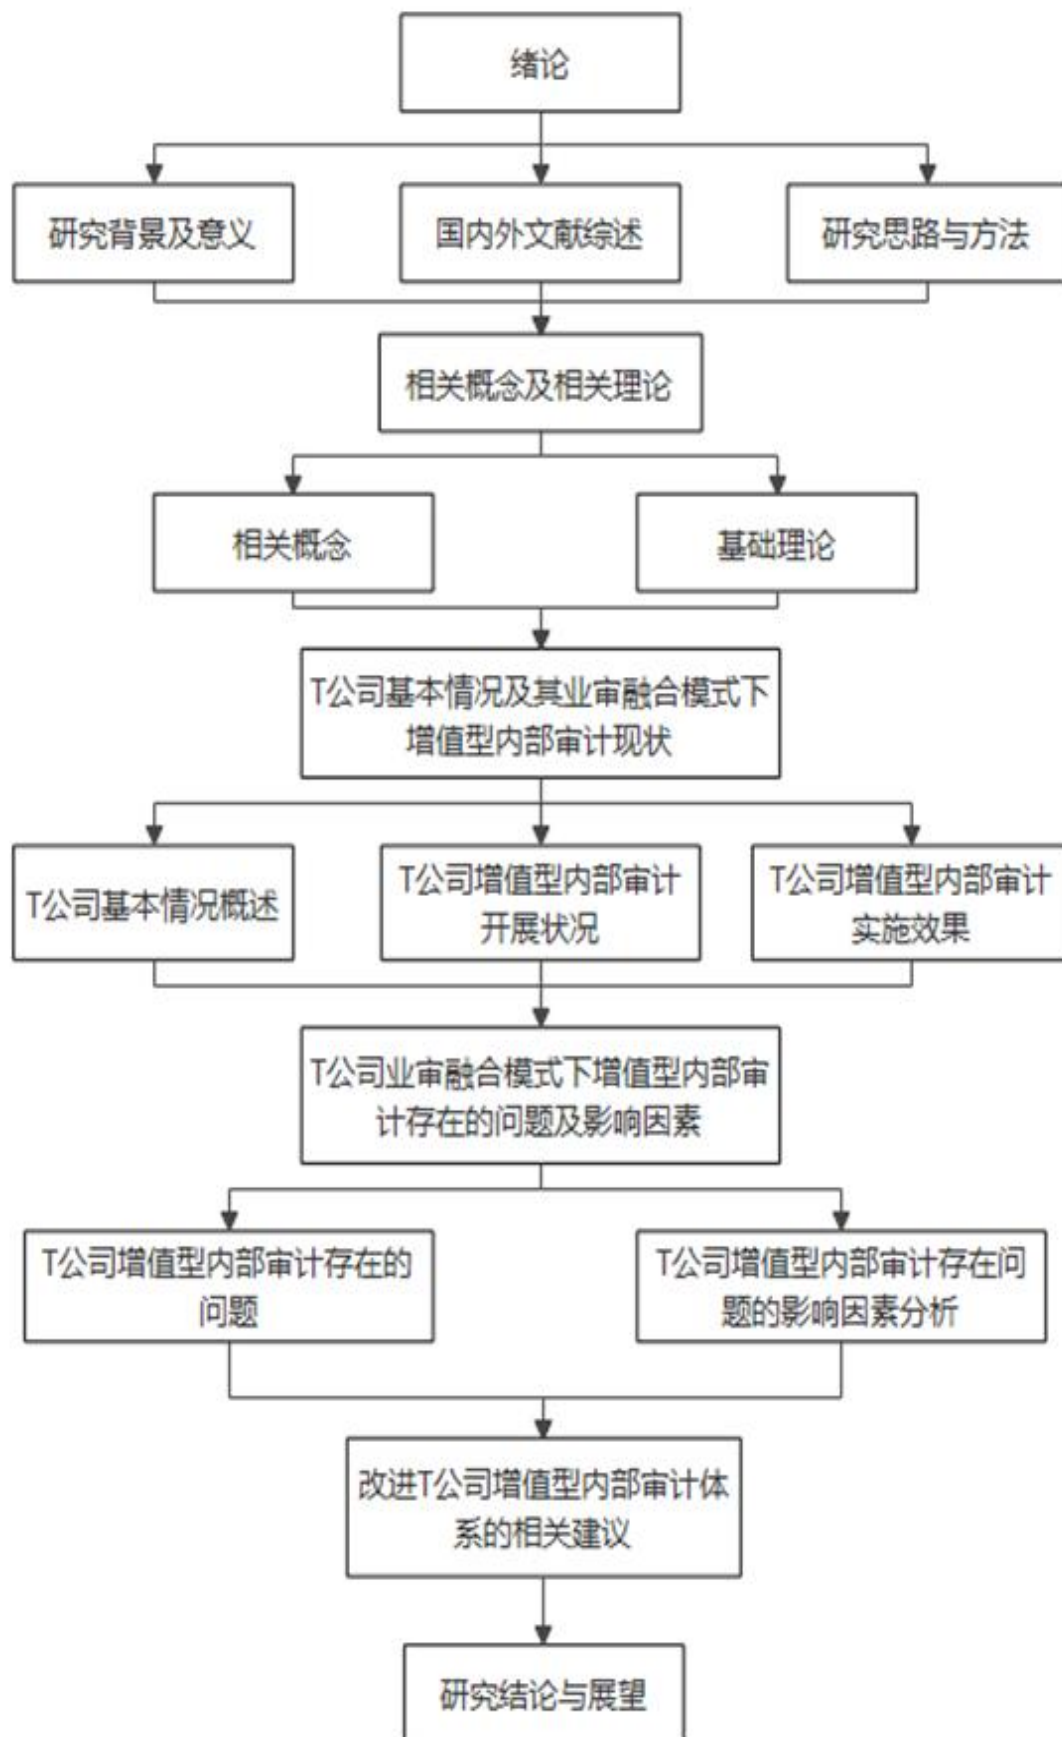 绪论
研究背景及意义
国内外文献综述
研究思路与方法
相关概念及相关理论
相关概念
基础理论
T公司基本情况及其业审融合模式下
增值型内部审计现状
T公司基本情况概述
T公司增值型内部审计
开展状况
T公司增值型内部审计
实施效果
T公司业审融合模式下增值型内部审
计存在的问题及影响因素
T公司增值型内部审计存在的
问题
T公司增值型内部审计存在问
题的影响因素分析
改进T公司增值型内部审计体
系的相关建议
研究结论与展望